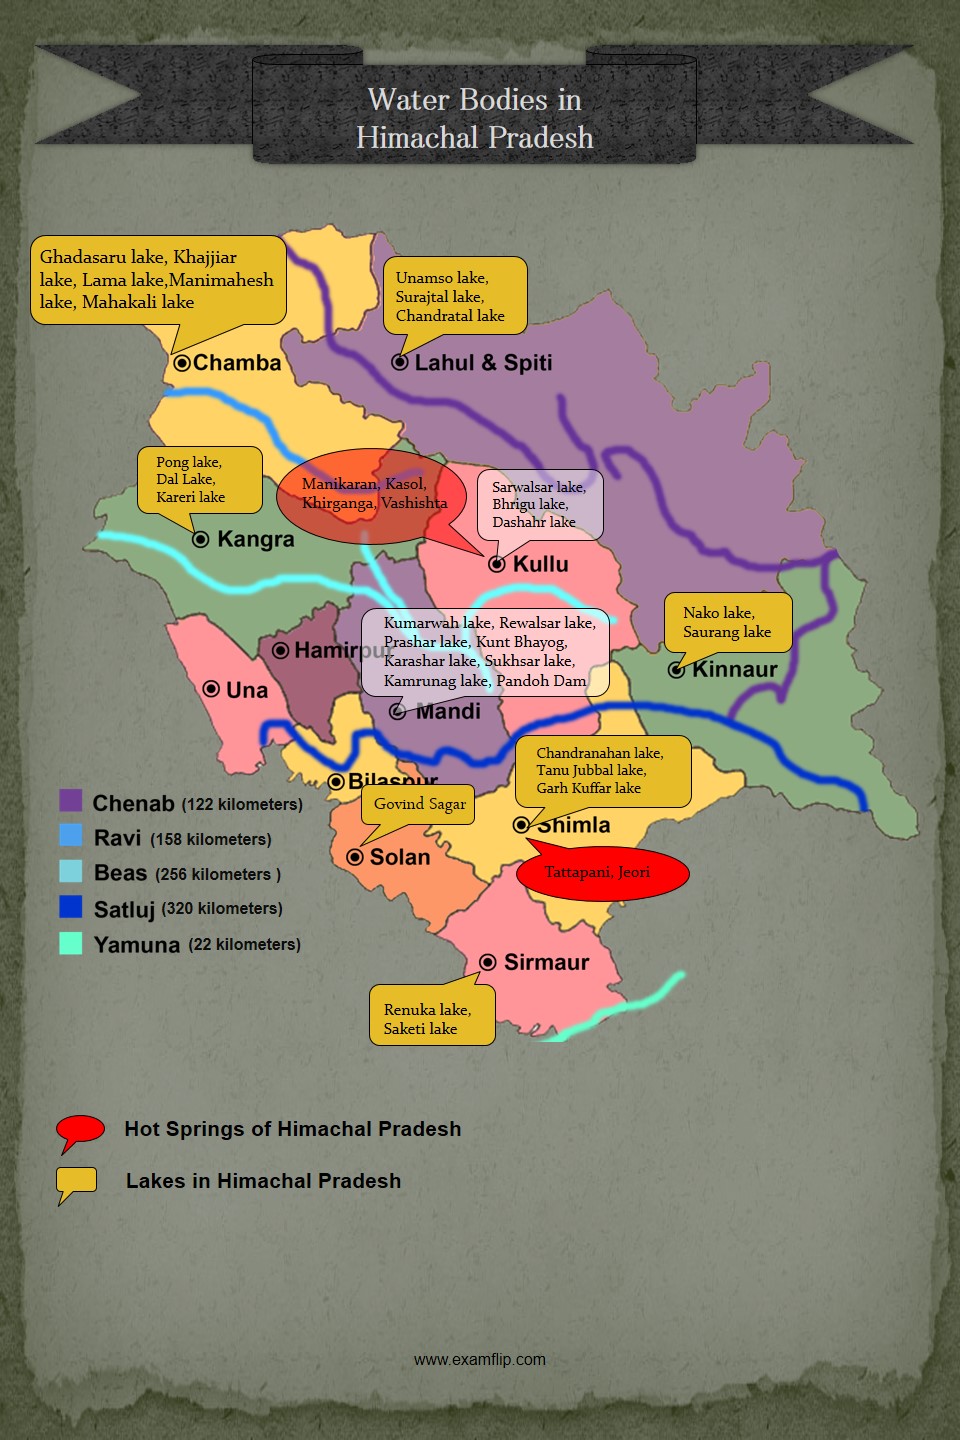 Water Bodies in
Himachal Pradesh
Ghadasaru lake, Khajjiar
lake, Lama lake,Manimahesh
lake, Mahakali lake
Unamso lake,
Surajtal lake,
Chandratal lake
Chamba
Lahul & Spiti
Pong lake,
Dal Lake,
Kareri lake
Manikaran, Kasol,
Khirganga, Vashishta
Sarwalsar lake,
Bhrigu lake,
Dashahr lake
Kangra
Kullu
Nako lake,
Saurang lake
Kumarwah lake, Rewalsar lake,
Prashar lake, Kunt Bhayog,
Karashar lake, Sukhsar lake,
Kamrunag lake, Pandoh Dam
Hamirpur
Kinnaur
Una
Mandi
Chandranahan lake,
Tanu Jubbal lake,
Garh Kuffar lake
Bilaspur
Govind Sagar
Shimla
Solan
Tattapani, Jeori
Chenab (122 kilometers)
Ravi (158 kilometers)
Beas (256 kilometers )
Satluj (320 kilometers)
Yamuna (22 kilometers)
Sirmaur
Renuka lake,
Saketi lake
Hot Springs of Himachal Pradesh
Lakes in Himachal Pradesh
www.examflip.com